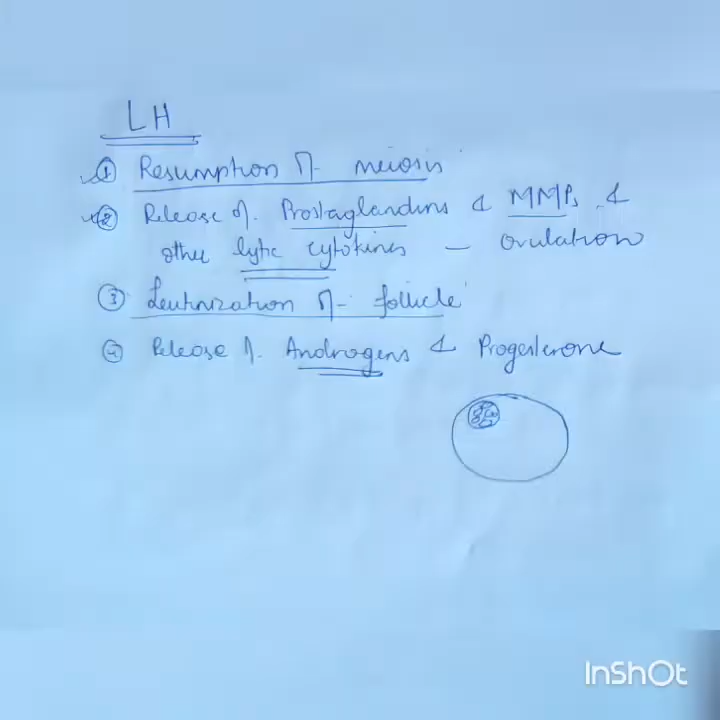 LH
① Resumption of meiosis
② Release of Prostaglandins & MMPs &
other lytic cytokines — ovulation
③ Leutinization of follicle
④ Release of Androgens & Progesterone
InShOt